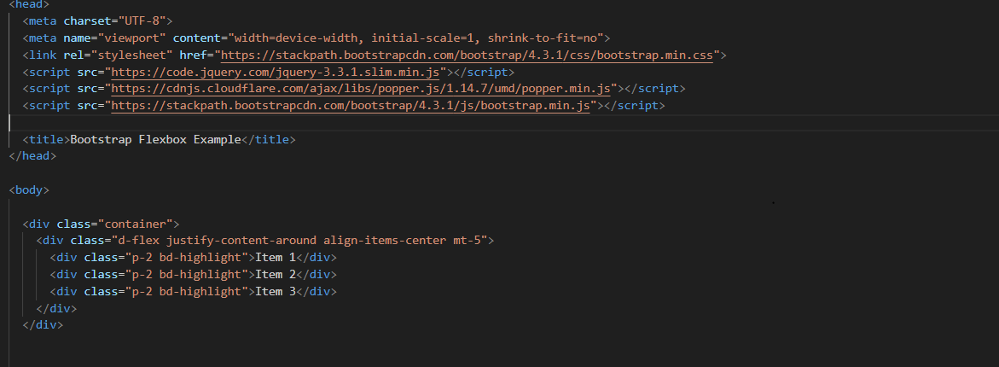 <head>
<meta charset="UTF-8">
<meta name="viewport" content="width=device-width, initial-scale=1, shrink-to-fit=no">
<link rel="stylesheet" href="https://stackpath.bootstrapcdn.com/bootstrap/4.3.1/css/bootstrap.min.css">
<script src="https://code.jquery.com/jquery-3.3.1.slim.min.js"></script>
<script src="https://cdnjs.cloudflare.com/ajax/libs/popper.js/1.14.7/umd/popper.min.js"></script>
<script src="https://stackpath.bootstrapcdn.com/bootstrap/4.3.1/js/bootstrap.min.js"></script>
<title>Bootstrap Flexbox Example</title>
</head>
<body>
<div class="container">
<div class="d-flex justify-content-around align-items-center mt-5">
<div class="p-2 bd-highlight">Item 1</div>
<div class="p-2 bd-highlight">Item 2</div>
<div class="p-2 bd-highlight">Item 3</div>
</div>
</div>